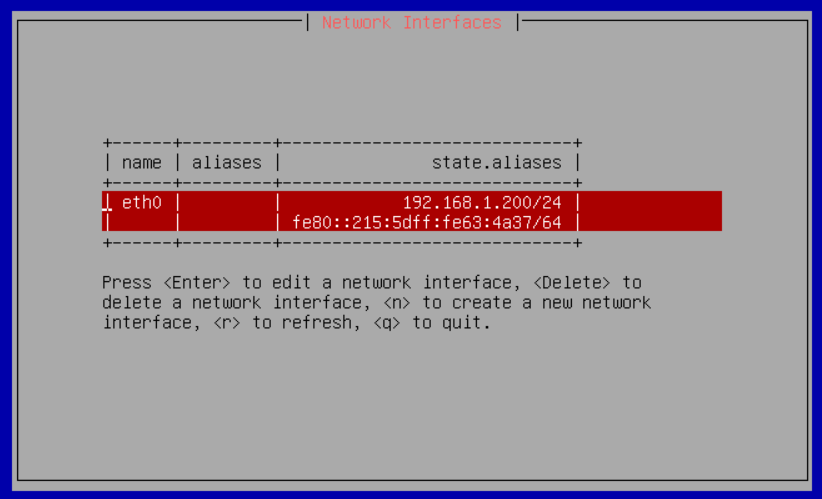 Network Interfaces
+------+---------+-----------------------------+
| name | aliases |               state.aliases |
+------+---------+-----------------------------+
| eth0 |         |            192.168.1.200/24 |
|      |         | fe80::215:5dff:fe63:4a37/64 |
+------+---------+-----------------------------+
Press <Enter> to edit a network interface, <Delete> to
delete a network interface, <n> to create a new network
interface, <r> to refresh, <q> to quit.